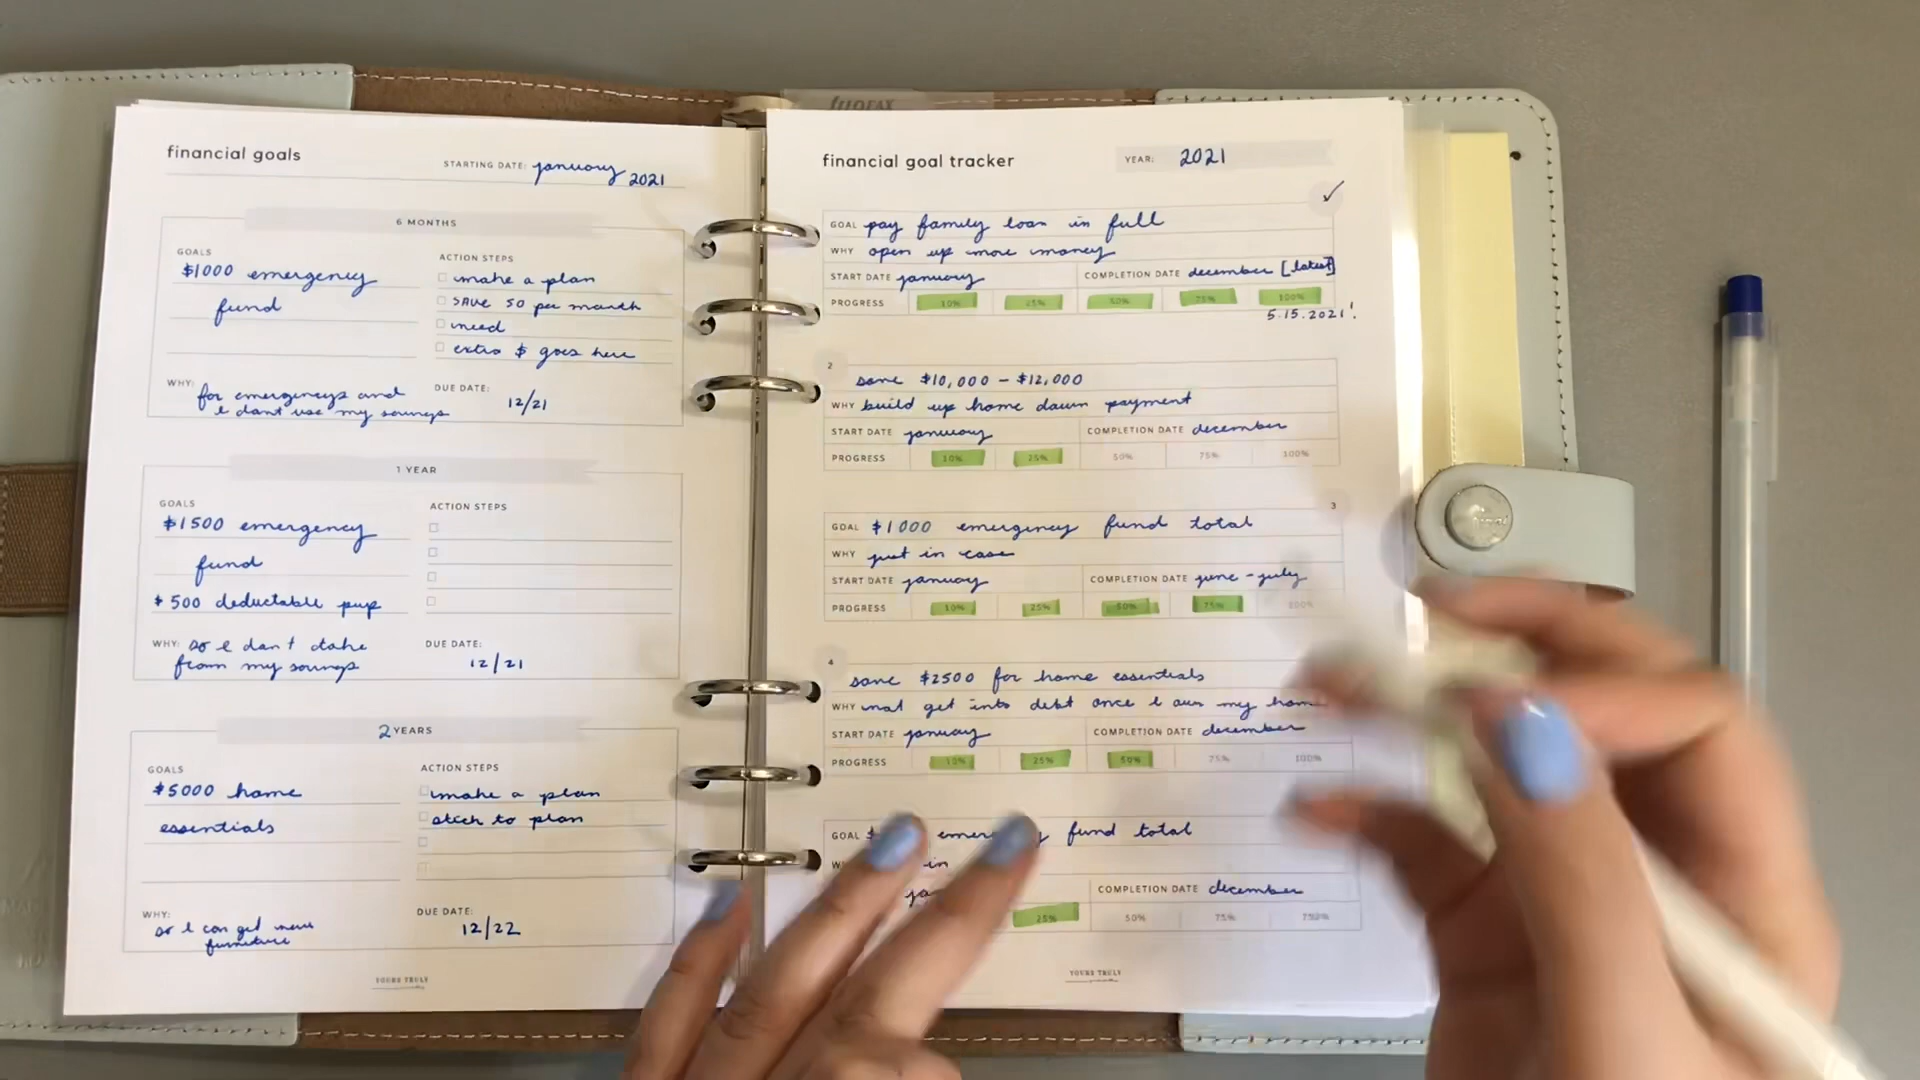 FILOFAX
financial goals
STARTING DATE: january 2021
6 MONTHS
GOALS
$1000 emergency
fund
ACTION STEPS
make a plan
SAVE 50 per month
need
extra $ goes here
WHY: for emergencys and
i dont use my savings
DUE DATE:
12/21
1 YEAR
GOALS
$1500 emergency
fund
$500 deductable pup
ACTION STEPS
WHY: so i don't take
from my savings
DUE DATE:
12/21
2 YEARS
GOALS
$5000 home
essentials
ACTION STEPS
make a plan
stick to plan
WHY:
so i can get new
furniture
DUE DATE:
12/22
YOURS TRULY
financial goal tracker
YEAR: 2021
✓
GOAL pay family loan in full
WHY open up more money
START DATE january COMPLETION DATE december [latest]
PROGRESS 10% 25% 50% 75% 100%
5.15.2021!
2
save $10,000 - $12,000
WHY build up home down payment
START DATE january COMPLETION DATE december
PROGRESS 10% 25% 50% 75% 100%
3
GOAL $1000 emergency fund total
WHY just in case
START DATE january COMPLETION DATE june - july
PROGRESS 10% 25% 50% 75% 100%
4
save $2500 for home essentials
WHY not get into debt once i own my home
START DATE january COMPLETION DATE december
PROGRESS 10% 25% 50% 75% 100%
GOAL $ fund total
in
COMPLETION DATE december
25% 50% 75%
YOURS TRULY